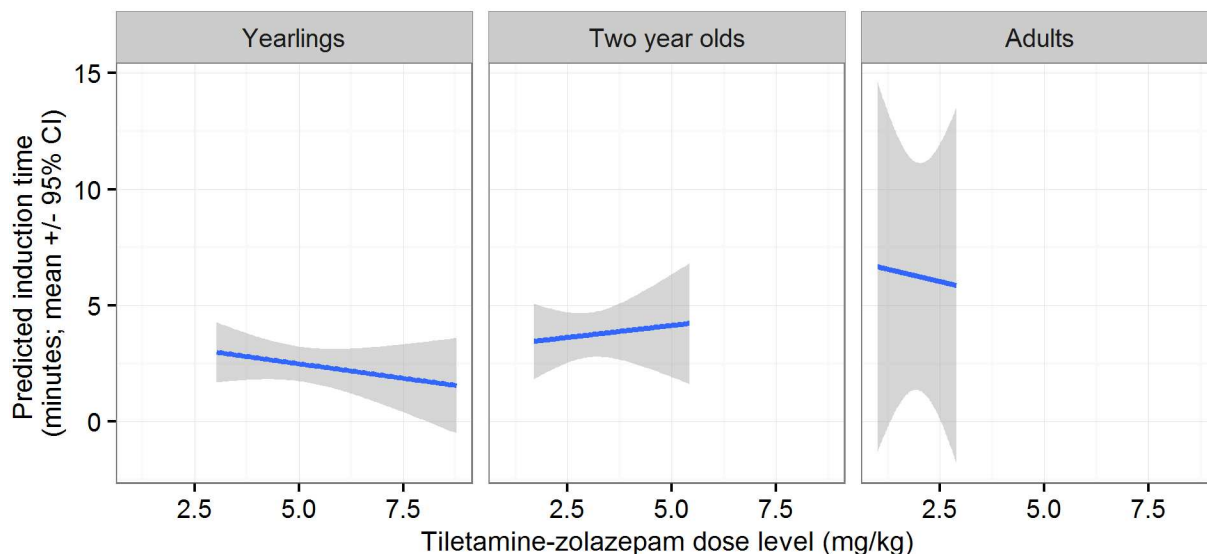 Yearlings
Two year olds
Adults
Predicted induction time
(minutes; mean +/- 95% CI)
15
10
5
0
2.5
5.0
7.5
2.5
5.0
7.5
2.5
5.0
7.5
Tiletamine-zolazepam dose level (mg/kg)